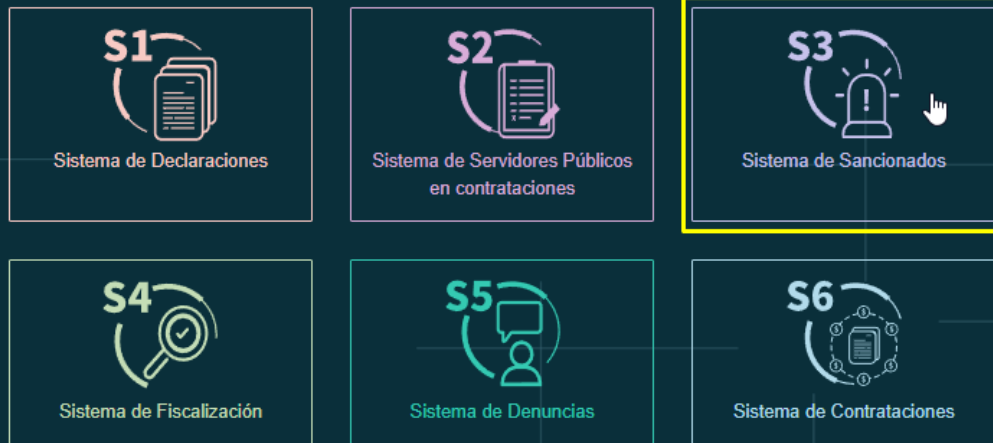 S1
Sistema de Declaraciones
S2
Sistema de Servidores Públicos
en contrataciones
S3
Sistema de Sancionados
S4
Sistema de Fiscalización
S5
Sistema de Denuncias
S6
Sistema de Contrataciones